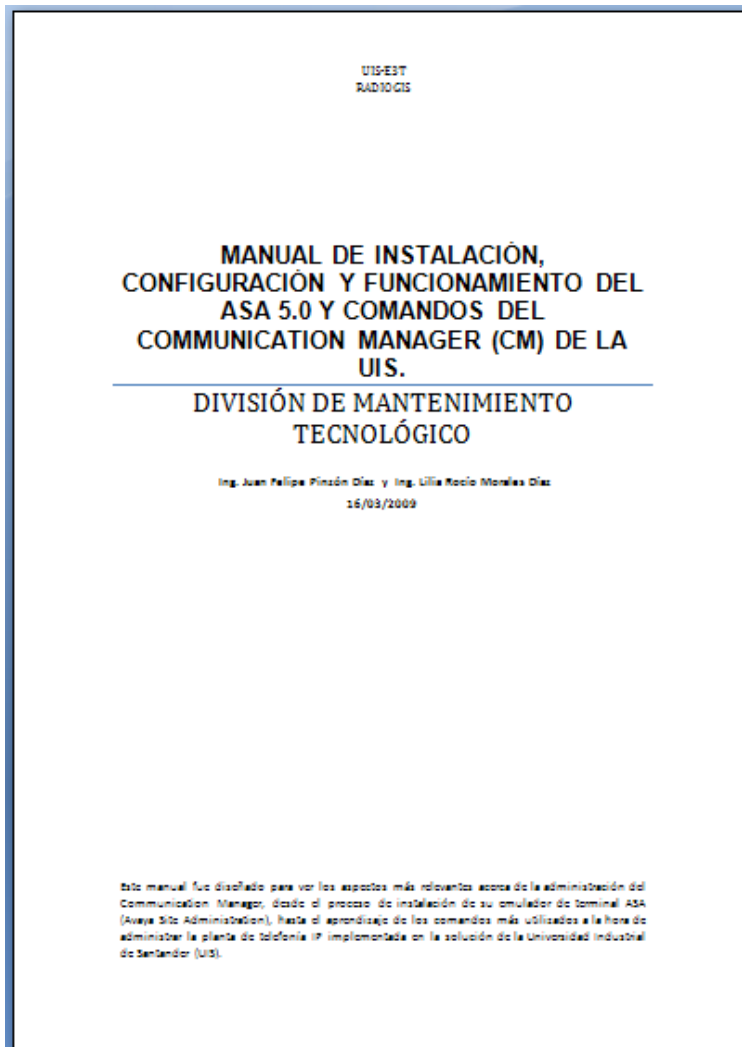 UIS-E3T
RADIOGIS
MANUAL DE INSTALACIÓN,
CONFIGURACIÓN Y FUNCIONAMIENTO DEL
ASA 5.0 Y COMANDOS DEL
COMMUNICATION MANAGER (CM) DE LA
UIS.
DIVISIÓN DE MANTENIMIENTO
TECNOLÓGICO
Ing. Juan Felipe Pinzón Díaz y Ing. Lilia Rocío Morales Díaz
16/03/2009
Este manual fue diseñado para ver los aspectos más relevantes acerca de la administración del
Communication Manager, desde el proceso de instalación de su emulador de terminal ASA
(Avaya Site Administration), hasta el aprendizaje de los comandos más utilizados a la hora de
administrar la planta de telefonía IP implementada en la solución de la Universidad Industrial
de Santander (UIS).